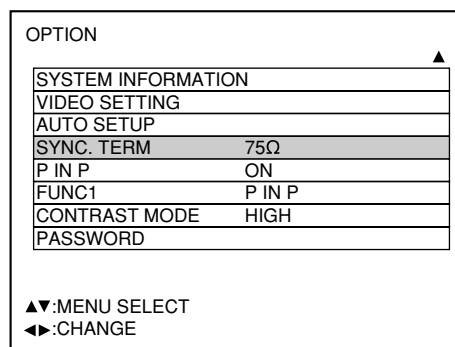 OPTION
▲
SYSTEM INFORMATION
VIDEO SETTING
AUTO SETUP
SYNC. TERM 75Ω
P IN P ON
FUNC1 P IN P
CONTRAST MODE HIGH
PASSWORD
▲▼:MENU SELECT
◀▶:CHANGE